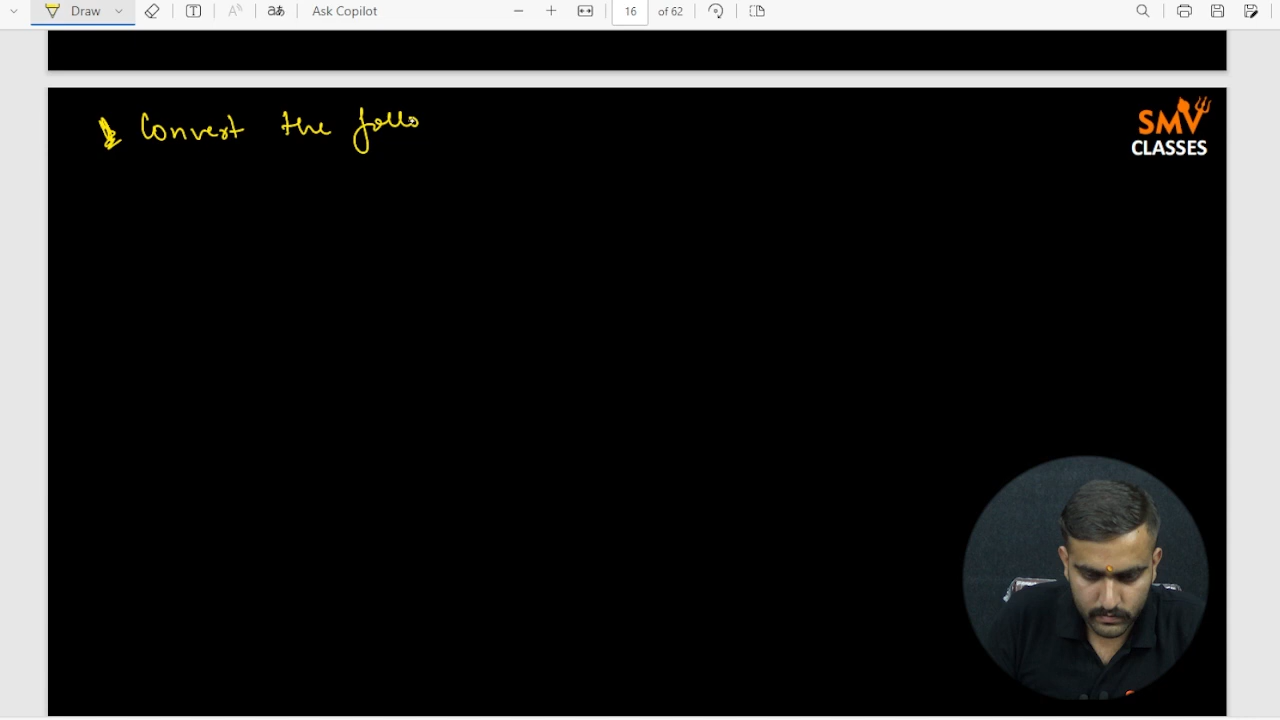 Draw
Ask Copilot
16 of 62
Convert the follo
SMV
CLASSES